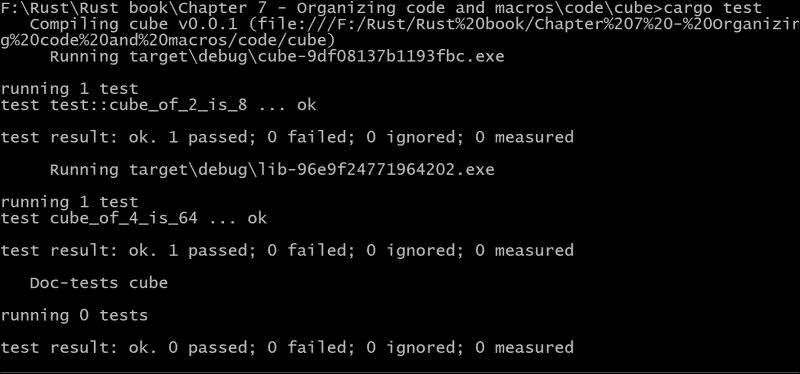 F:\Rust\Rust book\Chapter 7 - Organizing code and macros\code\cube>cargo test
   Compiling cube v0.0.1 (file:///F:/Rust/Rust%20book/Chapter%207%20-%20Organizin
g%20code%20and%20macros/code/cube)
     Running target\debug\cube-9df08137b1193fbc.exe
running 1 test
test test::cube_of_2_is_8 ... ok
test result: ok. 1 passed; 0 failed; 0 ignored; 0 measured
     Running target\debug\lib-96e9f24771964202.exe
running 1 test
test cube_of_4_is_64 ... ok
test result: ok. 1 passed; 0 failed; 0 ignored; 0 measured
   Doc-tests cube
running 0 tests
test result: ok. 0 passed; 0 failed; 0 ignored; 0 measured